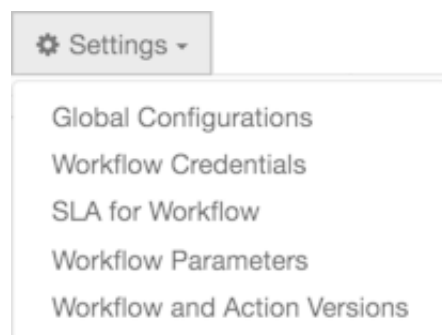 Settings
Global Configurations
Workflow Credentials
SLA for Workflow
Workflow Parameters
Workflow and Action Versions